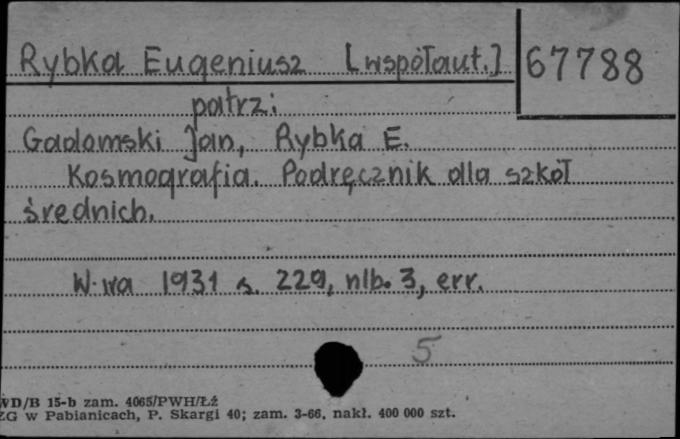 Rybka Eugeniusz [współaut.] 67788
patrz:
Gadomski Jan, Rybka E.
Kosmografia. Podręcznik dla szkół
średnich.
W-wa 1931 s. 229, nlb. 3, err.
5
WD/B 15-b zam. 4065/PWH/Łź
ZG w Pabianicach, P. Skargi 40; zam. 3-66, nakł. 400 000 szt.